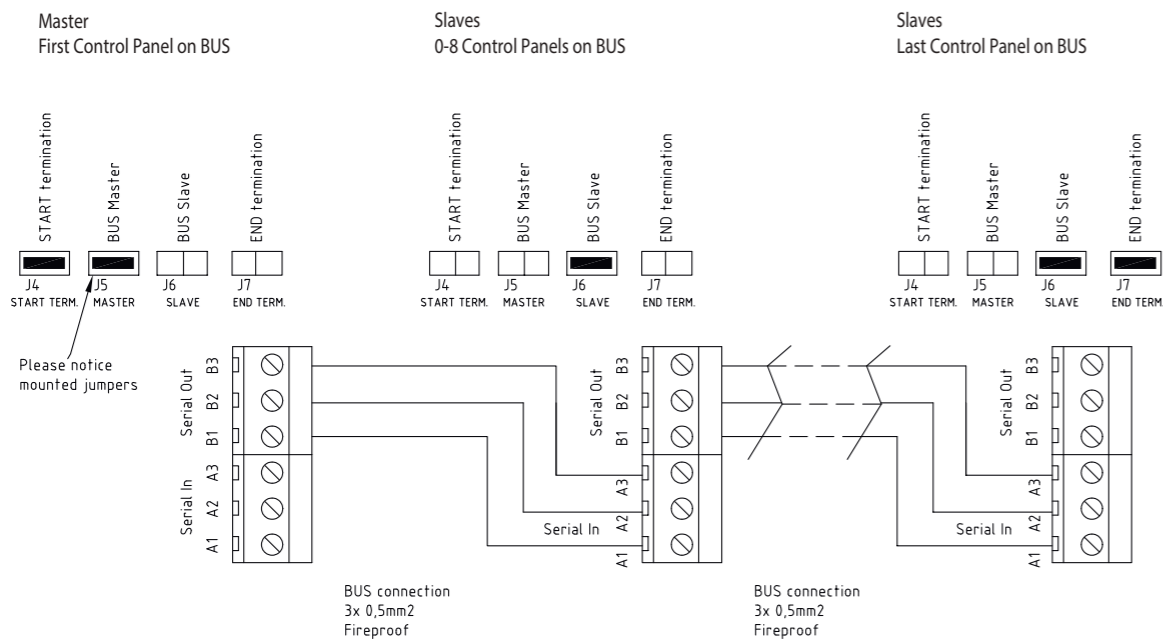 Master
First Control Panel on BUS
Slaves
0-8 Control Panels on BUS
Slaves
Last Control Panel on BUS
START termination
BUS Master
BUS Slave
END termination
START termination
BUS Master
BUS Slave
END termination
START termination
BUS Master
BUS Slave
END termination
J4
J5
J6
J7
START TERM.
MASTER
SLAVE
END TERM.
J4
J5
J6
J7
START TERM.
MASTER
SLAVE
END TERM.
J4
J5
J6
J7
START TERM.
MASTER
SLAVE
END TERM.
Please notice
mounted jumpers
Serial Out
B3
B2
B1
Serial In
A3
A2
A1
Serial Out
B3
B2
B1
Serial In
A3
A2
A1
Serial Out
B3
B2
B1
Serial In
A3
A2
A1
BUS connection
3x 0,5mm2
Fireproof
BUS connection
3x 0,5mm2
Fireproof